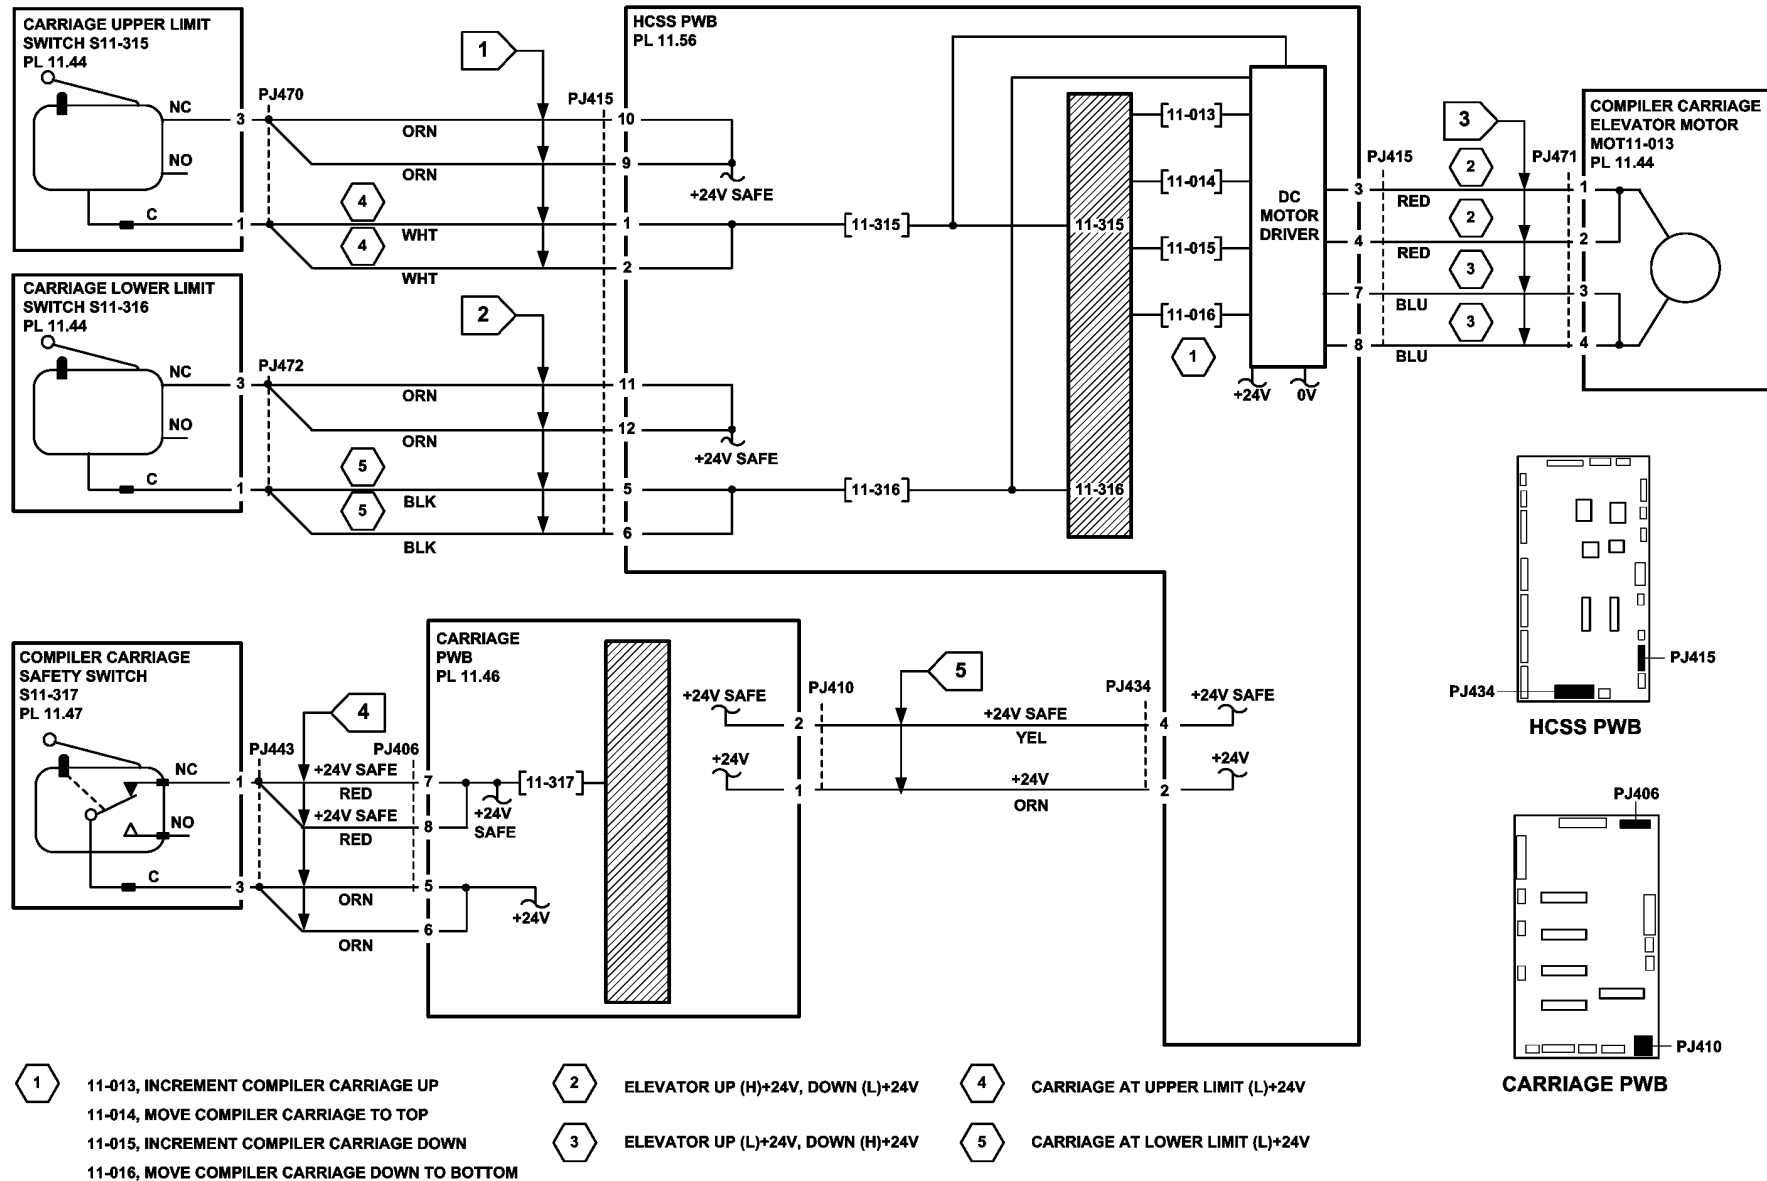 CARRIAGE UPPER LIMIT
SWITCH S11-315
PL 11.44
NC
NO
C
3
1
PJ470
ORN
ORN
4
WHT
4
WHT
1
PJ415
10
9
1
2
HCSS PWB
PL 11.56
+24V SAFE
11-315
11-315
11-013
11-014
11-015
11-016
1
DC
MOTOR
DRIVER
+24V
0V
3
4
7
8
PJ415
3
2
RED
2
RED
3
BLU
3
BLU
PJ471
1
2
3
4
COMPILER CARRIAGE
ELEVATOR MOTOR
MOT11-013
PL 11.44
CARRIAGE LOWER LIMIT
SWITCH S11-316
PL 11.44
NC
NO
C
3
1
PJ472
ORN
ORN
5
BLK
5
BLK
2
11
12
5
6
+24V SAFE
11-316
11-316
COMPILER CARRIAGE
SAFETY SWITCH
S11-317
PL 11.47
NC
NO
C
1
3
PJ443
4
PJ406
+24V SAFE
RED
+24V SAFE
RED
ORN
ORN
7
8
5
6
CARRIAGE
PWB
PL 11.46
11-317
+24V
SAFE
+24V
+24V SAFE
+24V
2
1
PJ410
5
+24V SAFE
YEL
+24V
ORN
PJ434
4
2
+24V SAFE
+24V
PJ415
PJ434
HCSS PWB
PJ406
PJ410
CARRIAGE PWB
1
11-013, INCREMENT COMPILER CARRIAGE UP
11-014, MOVE COMPILER CARRIAGE TO TOP
11-015, INCREMENT COMPILER CARRIAGE DOWN
11-016, MOVE COMPILER CARRIAGE DOWN TO BOTTOM
2
ELEVATOR UP (H)+24V, DOWN (L)+24V
3
ELEVATOR UP (L)+24V, DOWN (H)+24V
4
CARRIAGE AT UPPER LIMIT (L)+24V
5
CARRIAGE AT LOWER LIMIT (L)+24V